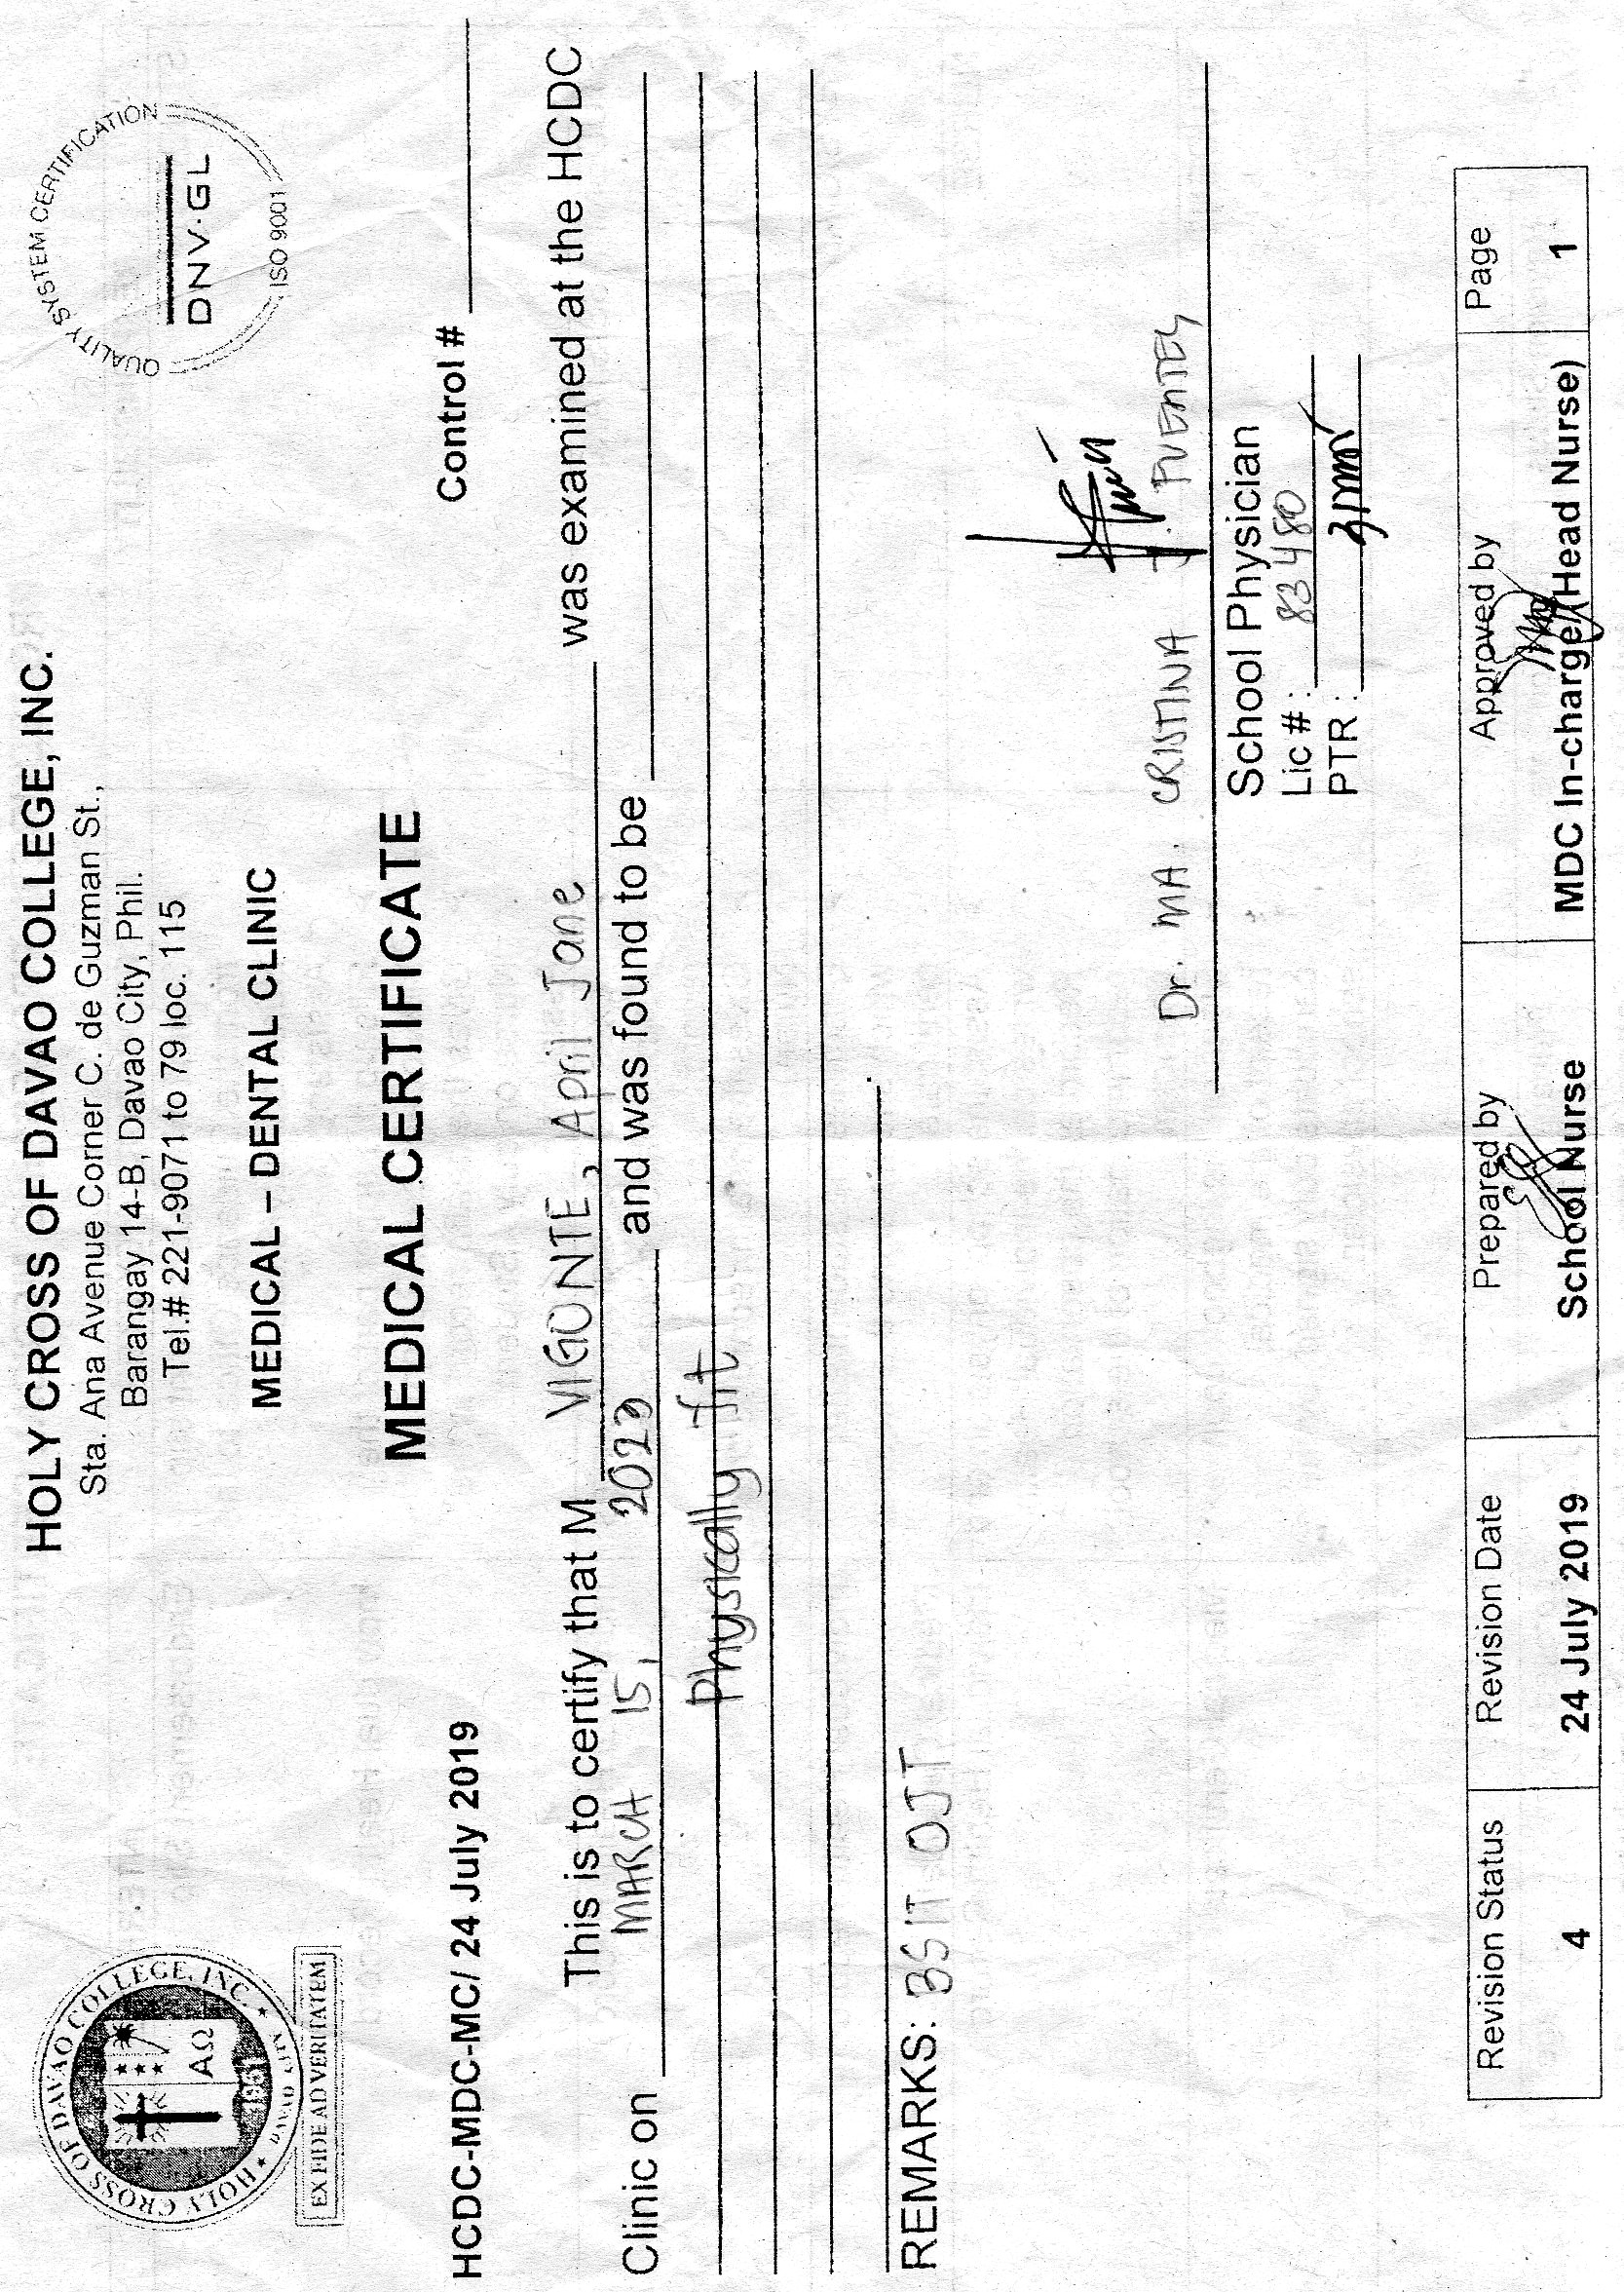 HOLY CROSS OF DAVAO COLLEGE, INC.
Sta. Ana Avenue Corner C. de Guzman St.,
Barangay 14-B, Davao City, Phil.
Tel.# 221-9071 to 79 loc. 115
HOLY CROSS OF DAVAO COLLEGE, INC.
ΑΩ
1951
DAVAO CITY
EX FIDE AD VERITATEM
QUALITY SYSTEM CERTIFICATION
DNV·GL
ISO 9001
MEDICAL – DENTAL CLINIC
MEDICAL CERTIFICATE
HCDC-MDC-MC/ 24 July 2019
Control #
This is to certify that M VIGONTE, April Jane was examined at the HCDC
Clinic on MARCH 15, 2023 and was found to be
Physically fit
REMARKS: BSIT OJT
Dr. MA. CRISTINA J. FUENTES
School Physician
Lic # : 83480
PTR :
Revision Status Revision Date Prepared by Approved by Page
4 24 July 2019 School Nurse MDC In-charge/(Head Nurse) 1